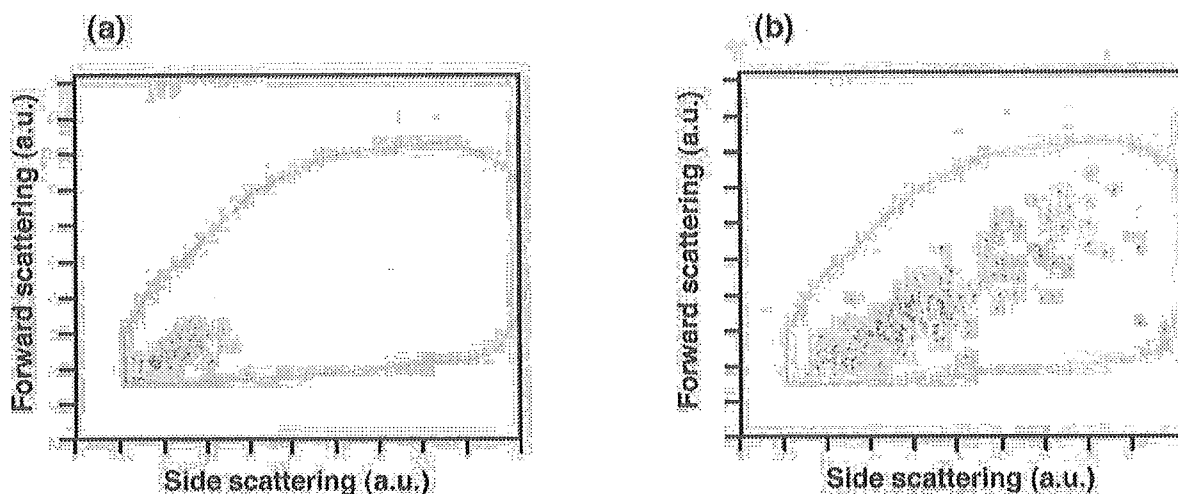 (a)
(b)
Forward scattering (a.u.)
Forward scattering (a.u.)
Side scattering (a.u.)
Side scattering (a.u.)